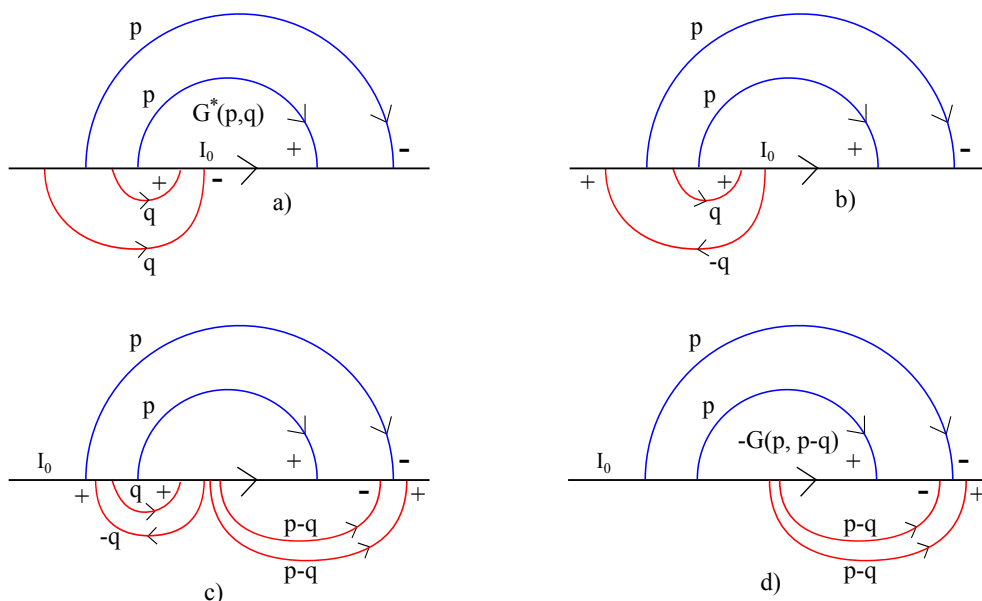 p
p
G*(p,q)
I₀
+
-
+
-
q
q
a)
p
p
I₀
+
-
+
+
q
-q
b)
p
p
I₀
+
-
+
q
+
-
+
-q
p-q
p-q
c)
p
p
-G(p, p-q)
I₀
+
-
-
+
p-q
p-q
d)